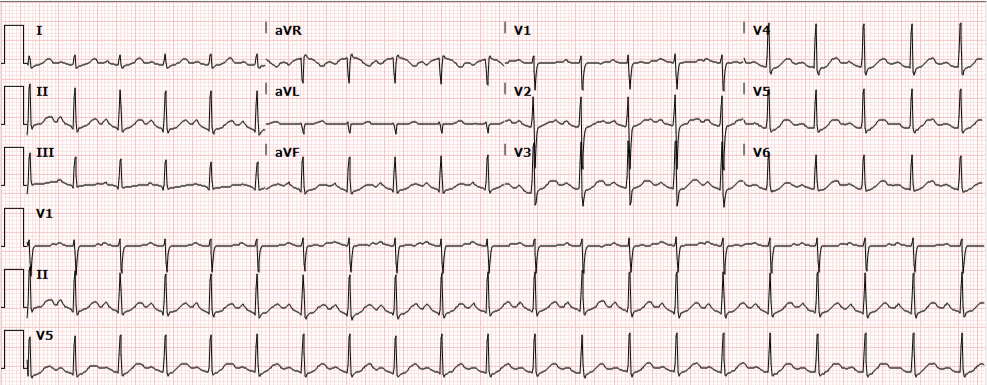 I aVR V1 V4
II aVL V2 V5
III aVF V3 V6
V1
II
V5